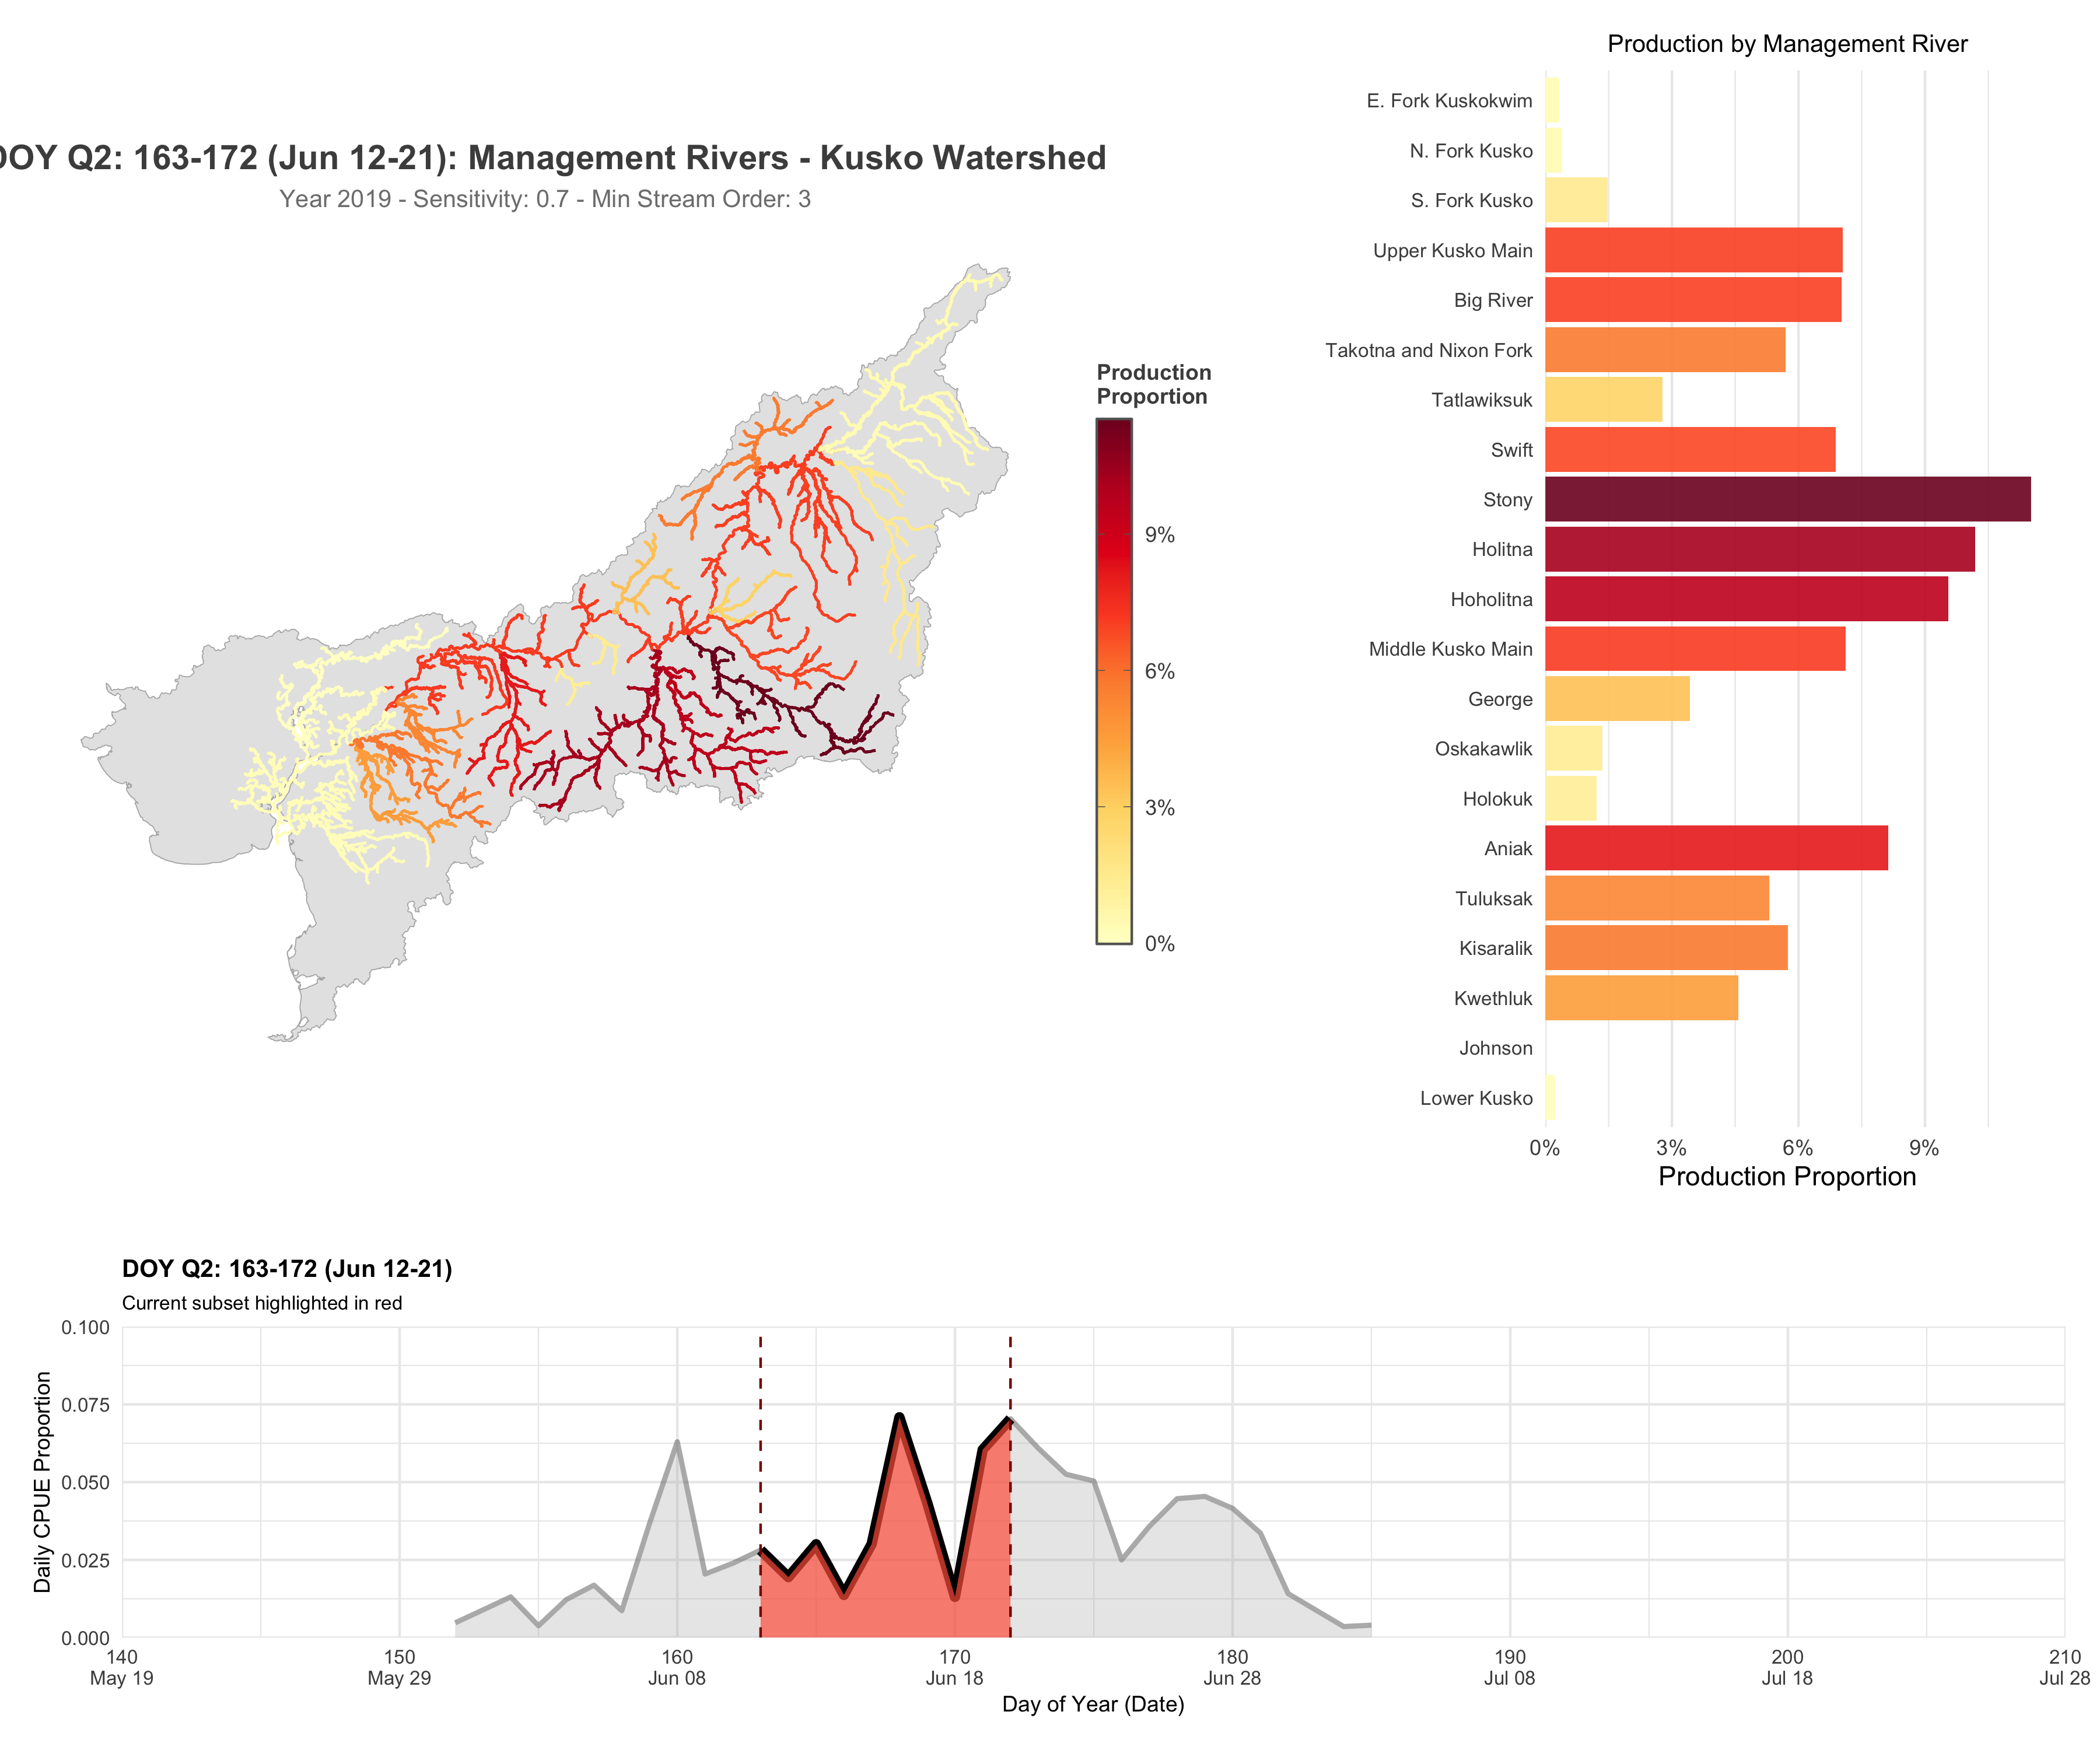 OY Q2: 163-172 (Jun 12-21): Management Rivers - Kusko Watershed
Year 2019 - Sensitivity: 0.7 - Min Stream Order: 3
Production
Proportion
9%
6%
3%
0%
Production by Management River
E. Fork Kuskokwim
N. Fork Kusko
S. Fork Kusko
Upper Kusko Main
Big River
Takotna and Nixon Fork
Tatlawiksuk
Swift
Stony
Holitna
Hoholitna
Middle Kusko Main
George
Oskakawlik
Holokuk
Aniak
Tuluksak
Kisaralik
Kwethluk
Johnson
Lower Kusko
0% 3% 6% 9%
Production Proportion
DOY Q2: 163-172 (Jun 12-21)
Current subset highlighted in red
Daily CPUE Proportion
0.100
0.075
0.050
0.025
0.000
140 150 160 170 180 190 200 210
May 19 May 29 Jun 08 Jun 18 Jun 28 Jul 08 Jul 18 Jul 28
Day of Year (Date)